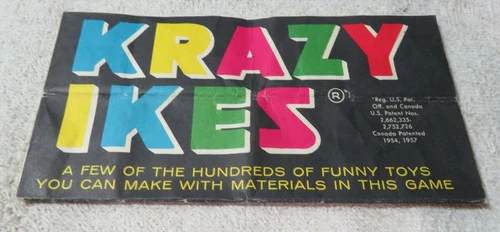 KRAZY
IKES ®
*Reg. U.S. Pat.
Off. and Canada
U.S. Patent Nos.
2,662,335-
2,752,726
Canada Patented
1954, 1957
A FEW OF THE HUNDREDS OF FUNNY TOYS
YOU CAN MAKE WITH MATERIALS IN THIS GAME